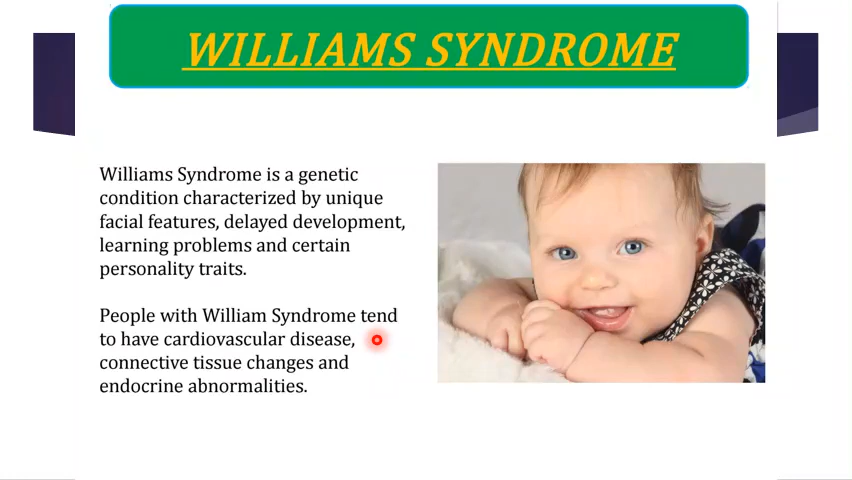 WILLIAMS SYNDROME
Williams Syndrome is a genetic
condition characterized by unique
facial features, delayed development,
learning problems and certain
personality traits.
People with William Syndrome tend
to have cardiovascular disease,
connective tissue changes and
endocrine abnormalities.